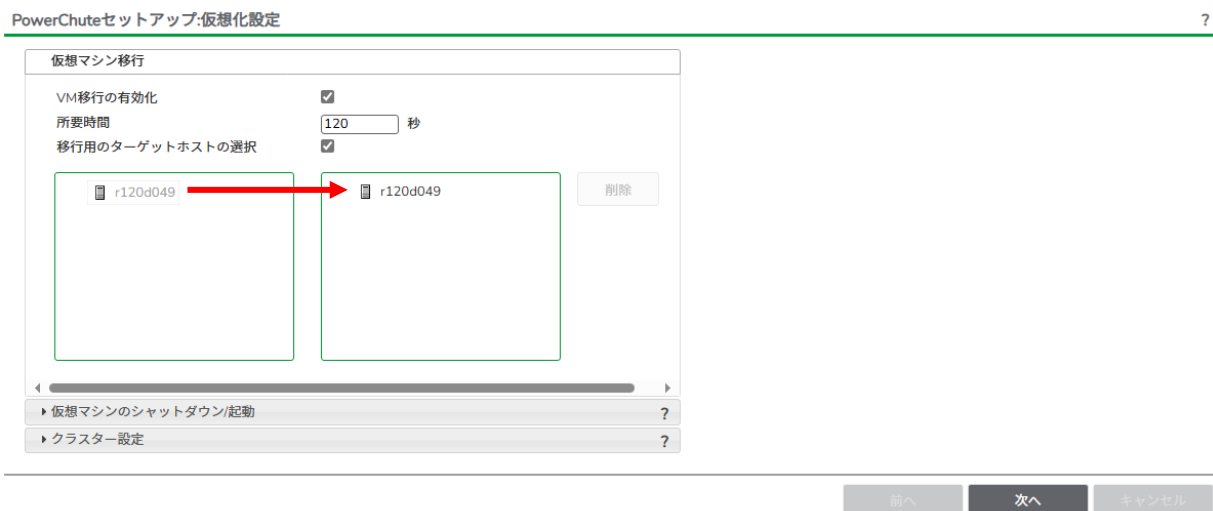 PowerChuteセットアップ:仮想化設定 ?
仮想マシン移行
VM移行の有効化
所要時間 120 秒
移行用のターゲットホストの選択
r120d049 r120d049 削除
仮想マシンのシャットダウン/起動 ?
クラスター設定 ?
前へ 次へ キャンセル